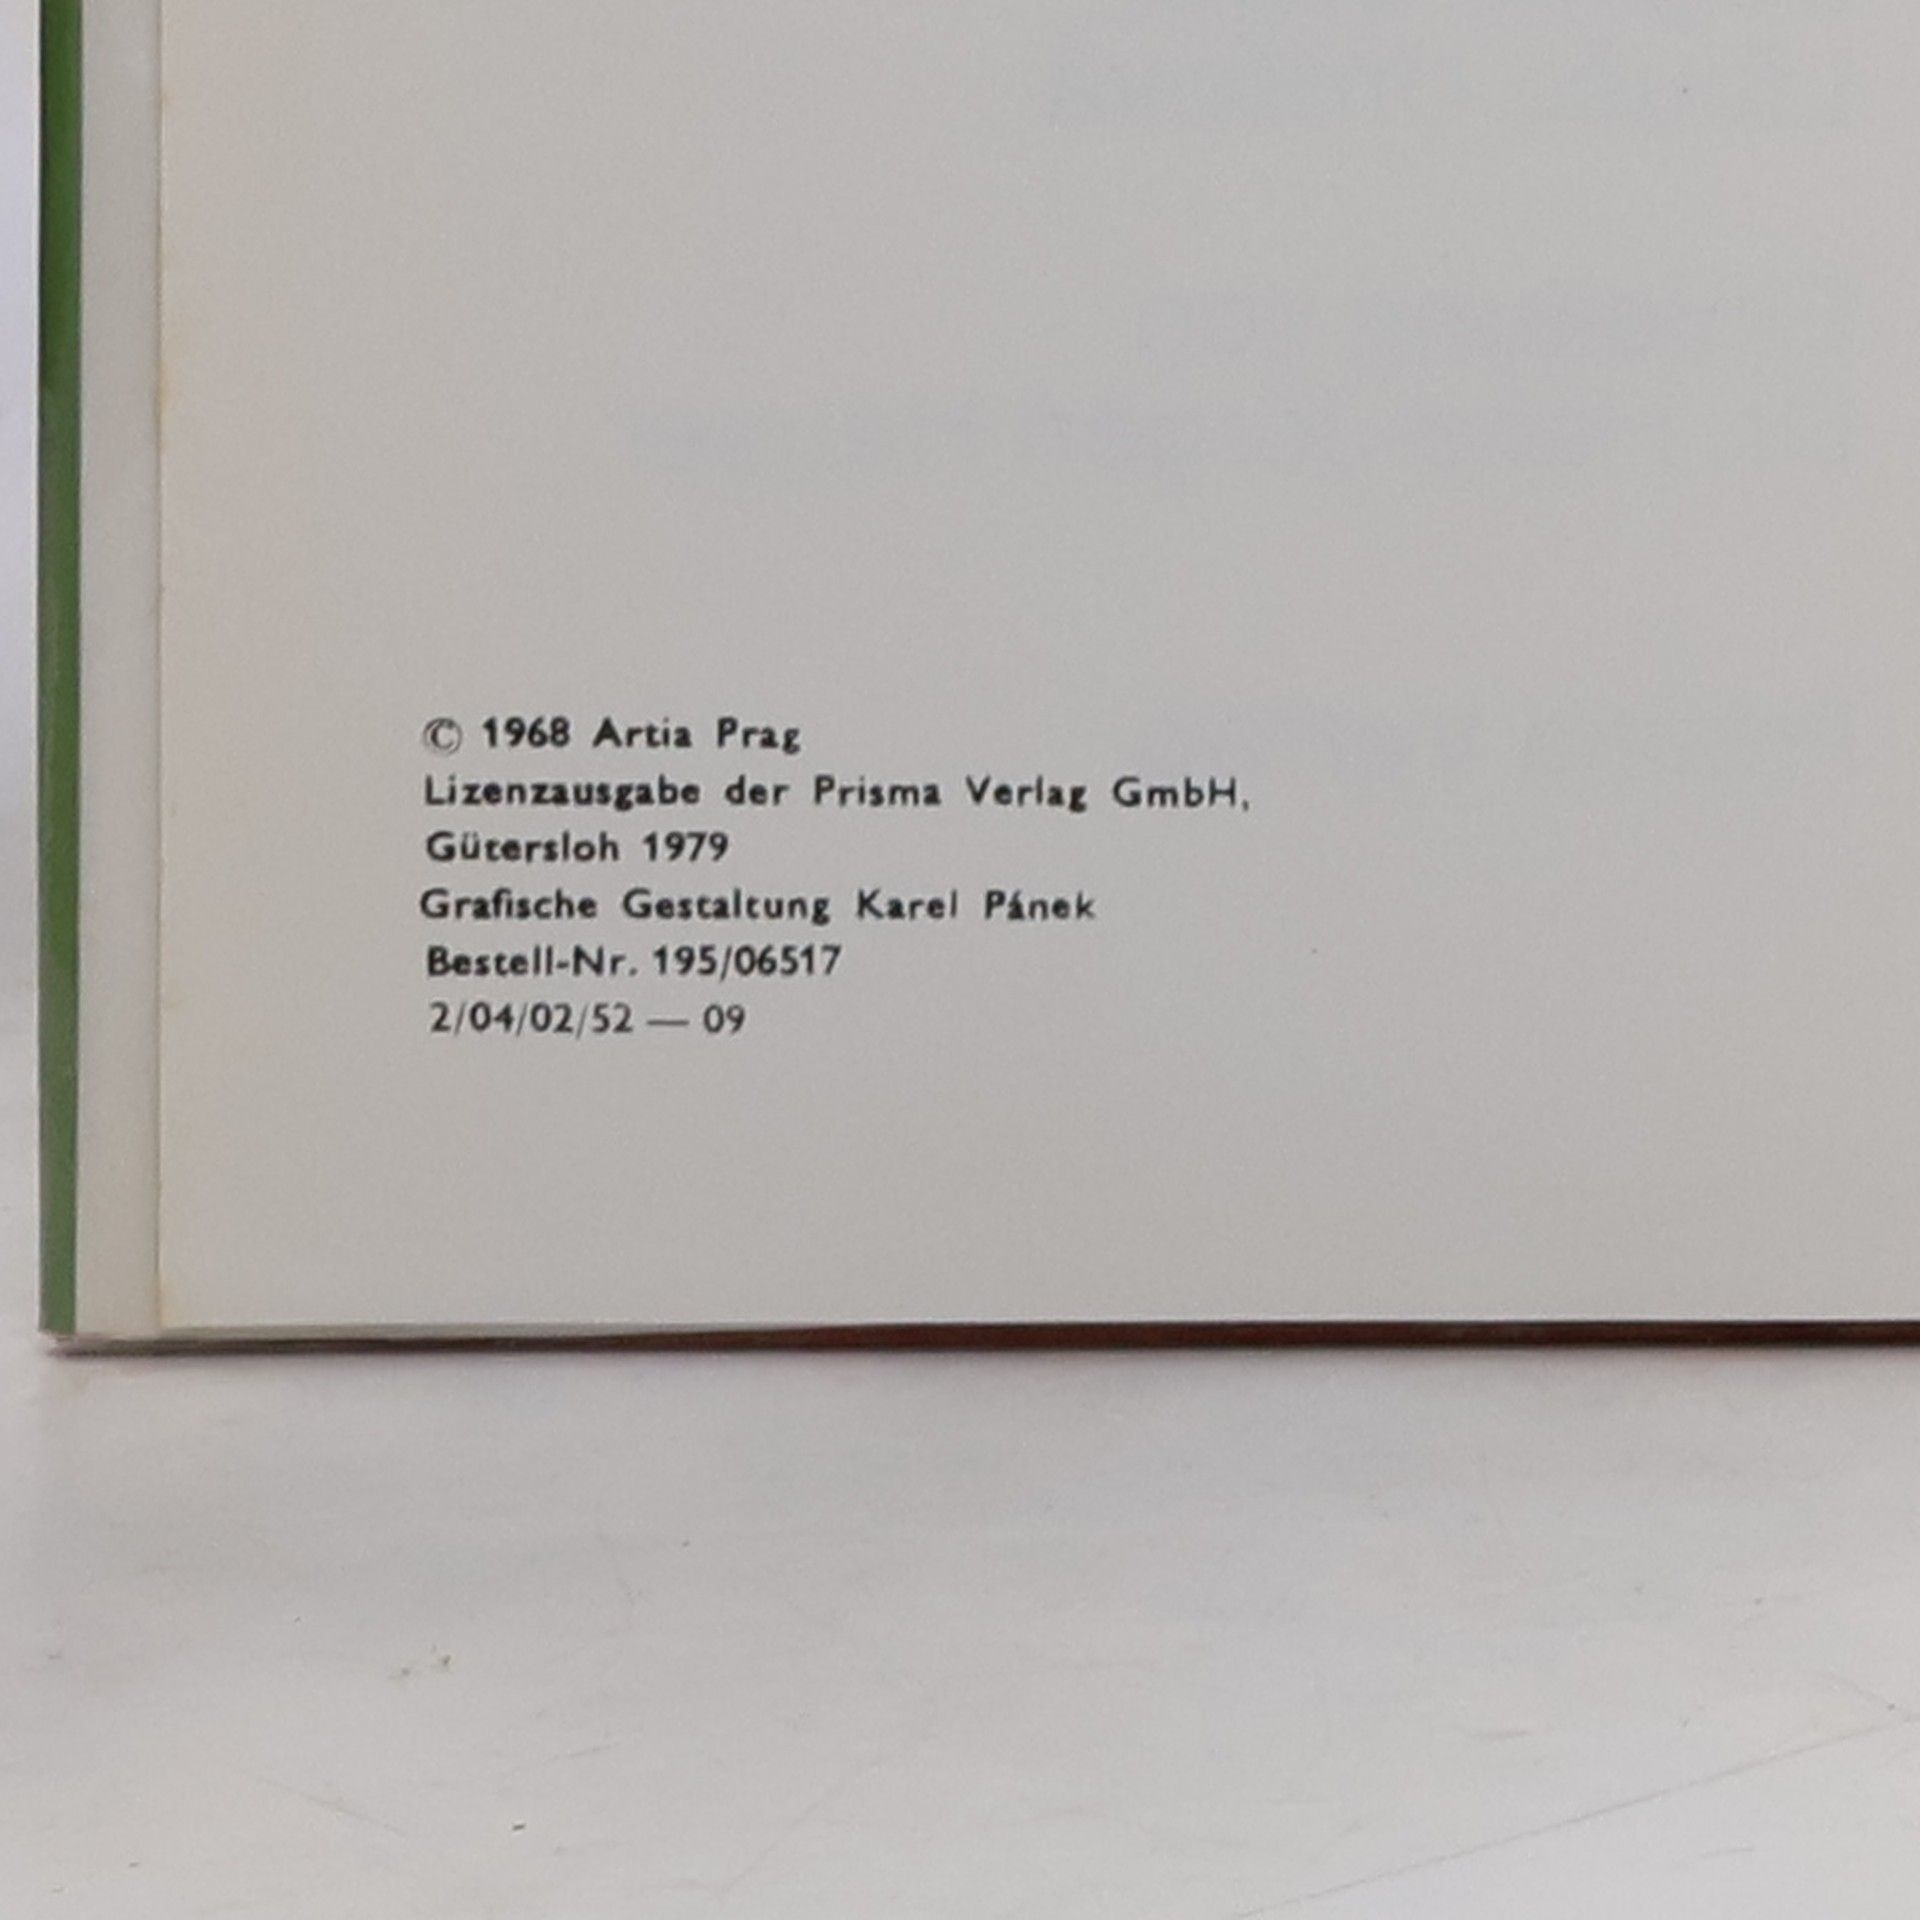 © 1968 Artia Prag
Lizenzausgabe der Prisma Verlag GmbH,
Gütersloh 1979
Grafische Gestaltung Karel Pánek
Bestell-Nr. 195/06517
2/04/02/52 — 09